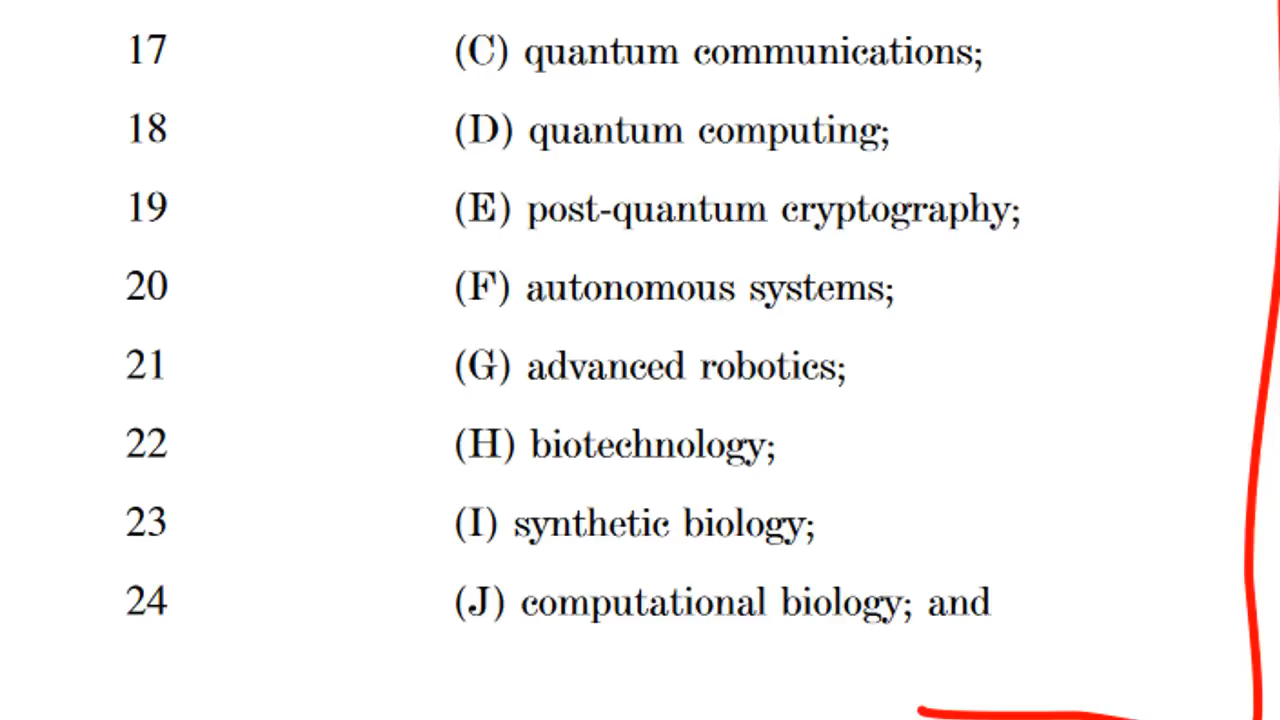 17 (C) quantum communications;
18 (D) quantum computing;
19 (E) post-quantum cryptography;
20 (F) autonomous systems;
21 (G) advanced robotics;
22 (H) biotechnology;
23 (I) synthetic biology;
24 (J) computational biology; and